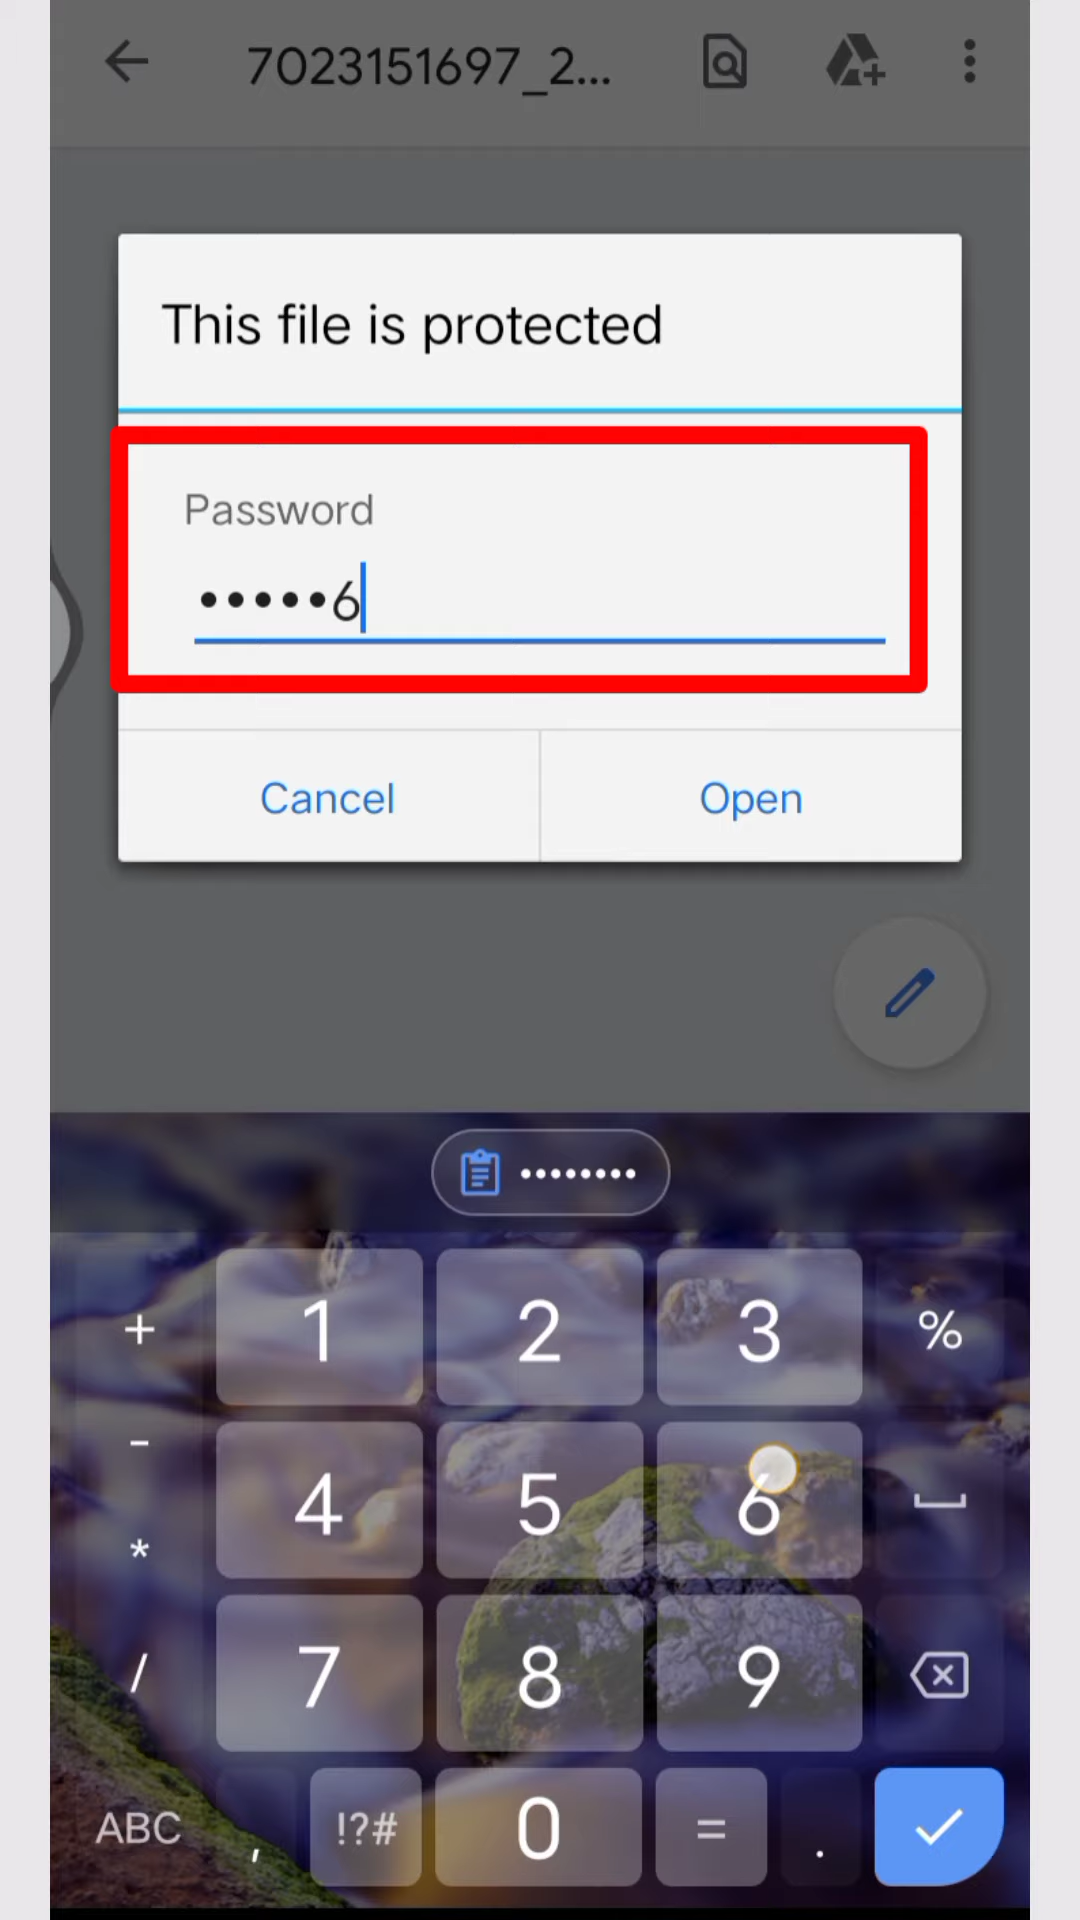 7023151697_2...
This file is protected
Password
•••••6
Cancel
Open
••••••••
+ 1 2 3 %
- 4 5 6
*
/ 7 8 9
ABC , !?# 0 = .